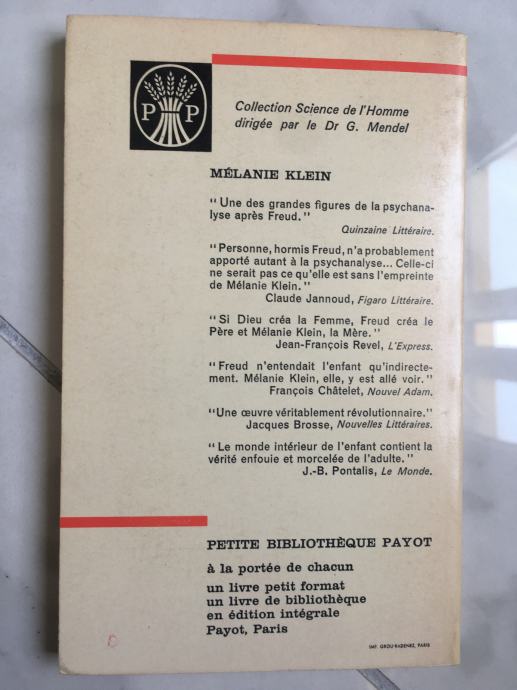 P P
Collection Science de l'Homme
dirigée par le Dr G. Mendel
MÉLANIE KLEIN
"Une des grandes figures de la psychana-
lyse après Freud."
Quinzaine Littéraire.
"Personne, hormis Freud, n'a probablement
apporté autant à la psychanalyse... Celle-ci
ne serait pas ce qu'elle est sans l'empreinte
de Mélanie Klein."
Claude Jannoud, Figaro Littéraire.
"Si Dieu créa la Femme, Freud créa le
Père et Mélanie Klein, la Mère."
Jean-François Revel, L'Express.
"Freud n'entendait l'enfant qu'indirecte-
ment. Mélanie Klein, elle, y est allé voir."
François Châtelet, Nouvel Adam.
"Une œuvre véritablement révolutionnaire."
Jacques Brosse, Nouvelles Littéraires.
"Le monde intérieur de l'enfant contient la
vérité enfouie et morcelée de l'adulte."
J.-B. Pontalis, Le Monde.
PETITE BIBLIOTHÈQUE PAYOT
à la portée de chacun
un livre petit format
un livre de bibliothèque
en édition intégrale
Payot, Paris
IMP. GROU-RADENEZ, PARIS